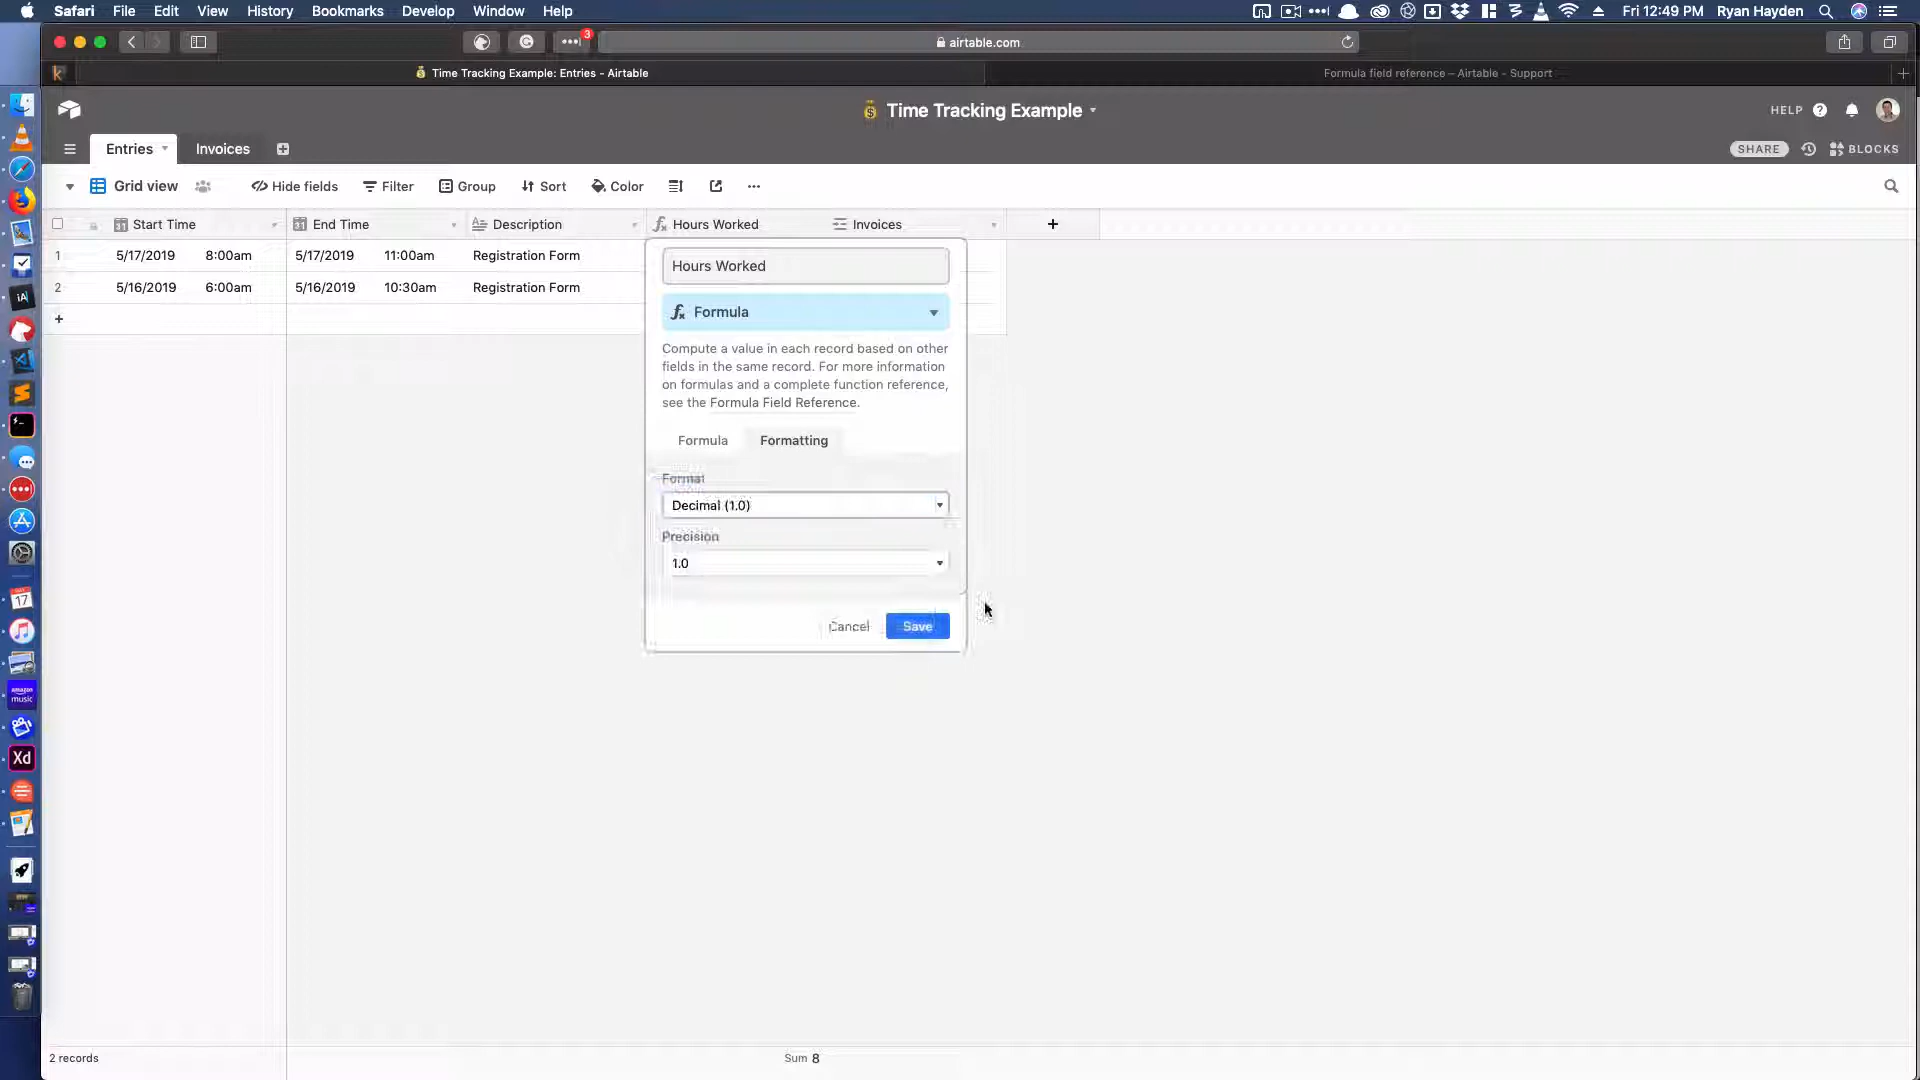 Safari File Edit View History Bookmarks Develop Window Help Fri 12:49 PM Ryan Hayden
3
airtable.com
Time Tracking Example: Entries - Airtable
Formula field reference – Airtable - Support
Time Tracking Example
HELP
Entries
Invoices
SHARE
BLOCKS
Grid view
Hide fields
Filter
Group
Sort
Color
Start Time
End Time
Description
Hours Worked
Invoices
1 5/17/2019 8:00am 5/17/2019 11:00am Registration Form
2 5/16/2019 6:00am 5/16/2019 10:30am Registration Form
Hours Worked
Formula
Compute a value in each record based on other
fields in the same record. For more information
on formulas and a complete function reference,
see the Formula Field Reference.
Formula
Formatting
Format
Decimal (1.0)
Precision
1.0
Cancel
Save
iA
17
amazon
music
Xd
2 records
Sum 8